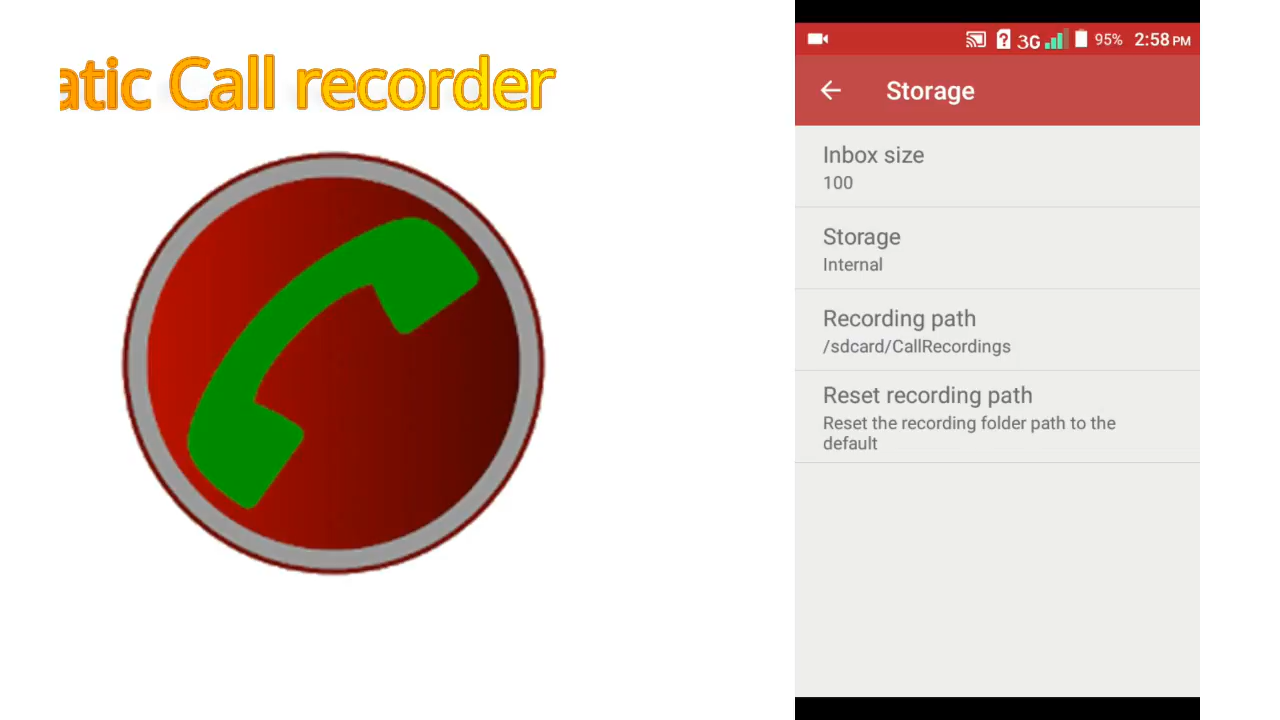 atic Call recorder
3G 95% 2:58 PM
Storage
Inbox size
100
Storage
Internal
Recording path
/sdcard/CallRecordings
Reset recording path
Reset the recording folder path to the
default